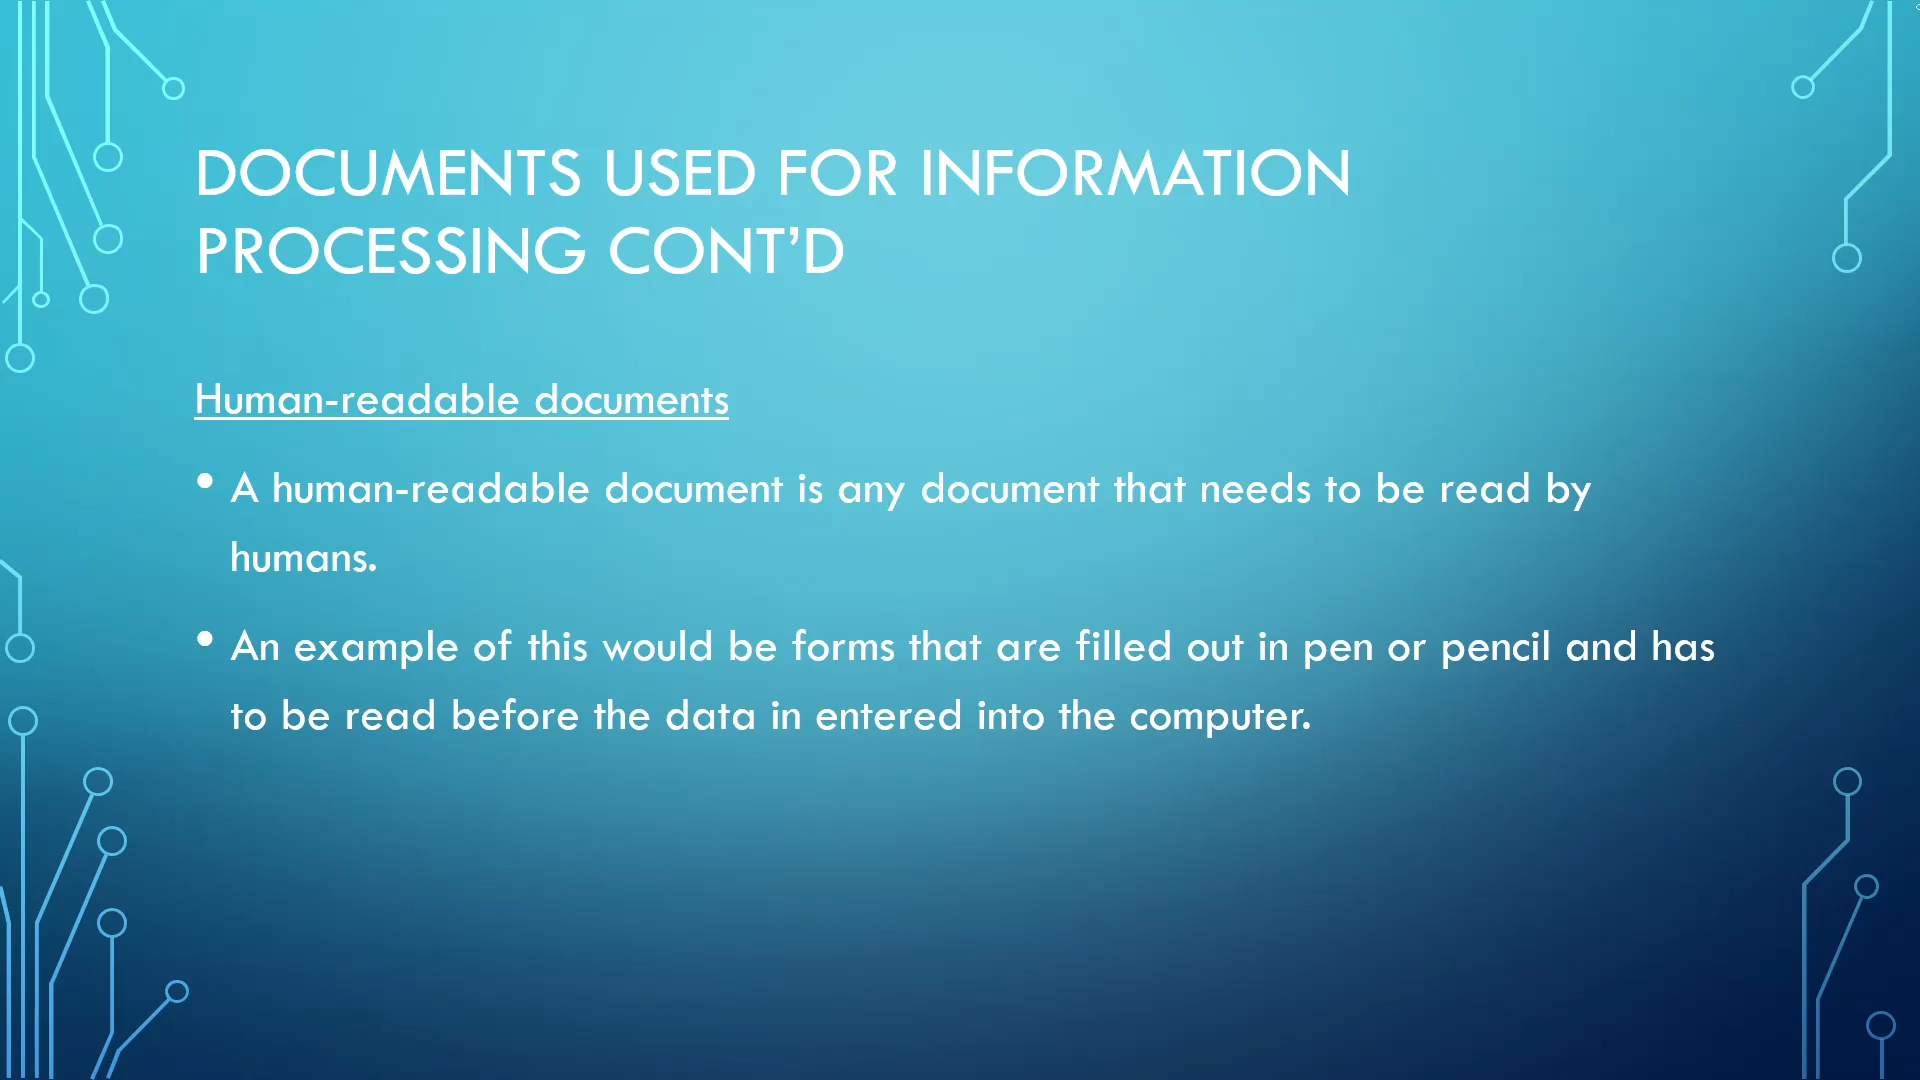 DOCUMENTS USED FOR INFORMATION
PROCESSING CONT’D
Human-readable documents
• A human-readable document is any document that needs to be read by
humans.
• An example of this would be forms that are filled out in pen or pencil and has
to be read before the data in entered into the computer.